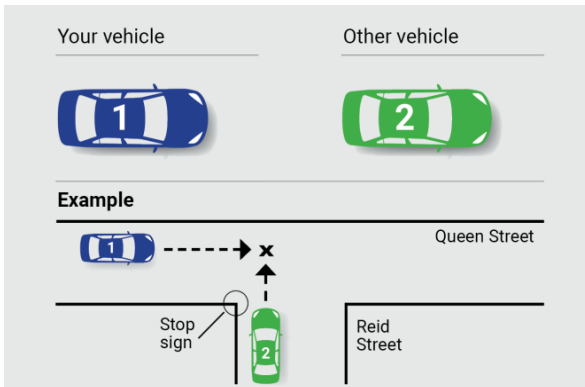 Your vehicle
Other vehicle
1
2
Example
1
x
Queen Street
Stop
sign
2
Reid
Street